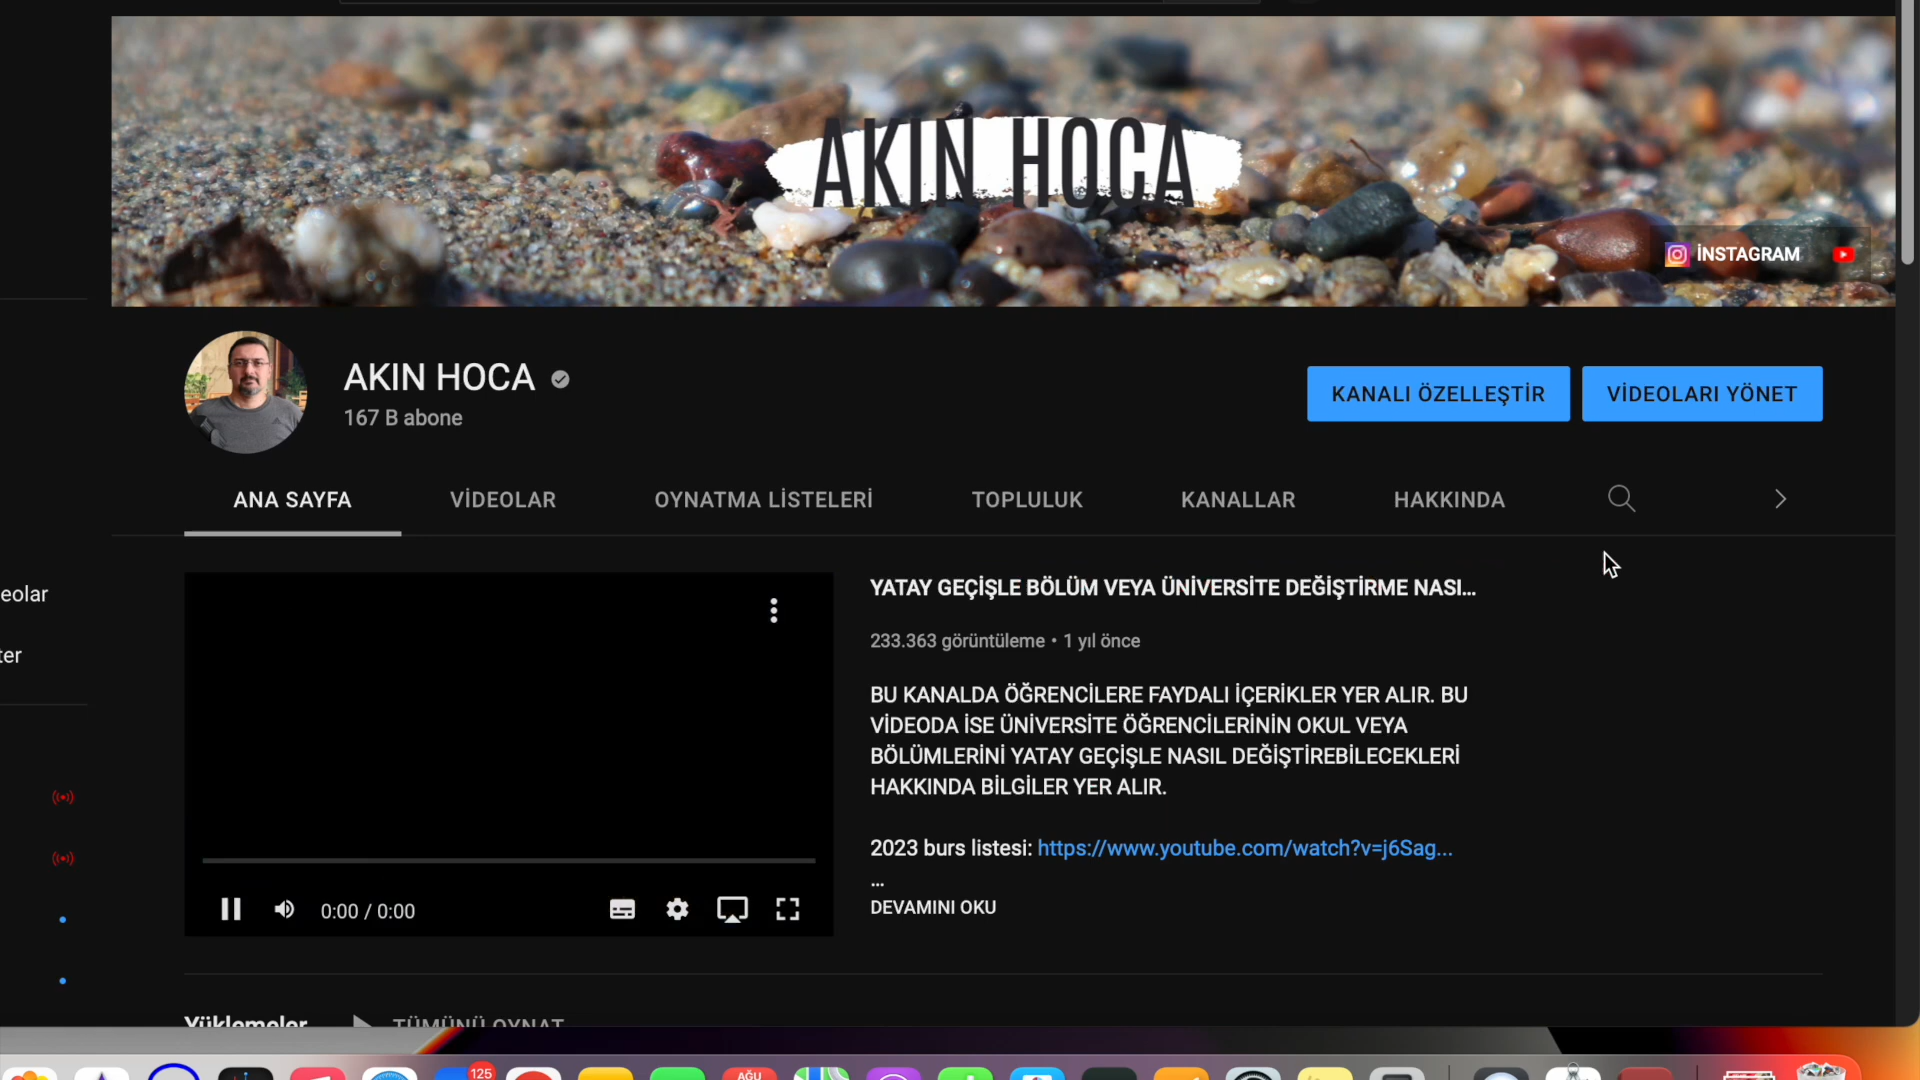 AKIN HOCA
İNSTAGRAM
AKIN HOCA
167 B abone
KANALI ÖZELLEŞTİR
VİDEOLARI YÖNET
ANA SAYFA
VİDEOLAR
OYNATMA LİSTELERİ
TOPLULUK
KANALLAR
HAKKINDA
eolar
ter
YATAY GEÇİŞLE BÖLÜM VEYA ÜNİVERSİTE DEĞİŞTİRME NASI...
233.363 görüntüleme • 1 yıl önce
BU KANALDA ÖĞRENCİLERE FAYDALI İÇERİKLER YER ALIR. BU
VİDEODA İSE ÜNİVERSİTE ÖĞRENCİLERİNİN OKUL VEYA
BÖLÜMLERİNİ YATAY GEÇİŞLE NASIL DEĞİŞTİREBİLECEKLERİ
HAKKINDA BİLGİLER YER ALIR.
2023 burs listesi: https://www.youtube.com/watch?v=j6Sag...
...
DEVAMINI OKU
0:00 / 0:00
Yüklemeler
TÜMÜNÜ OYNAT
125
AĞU